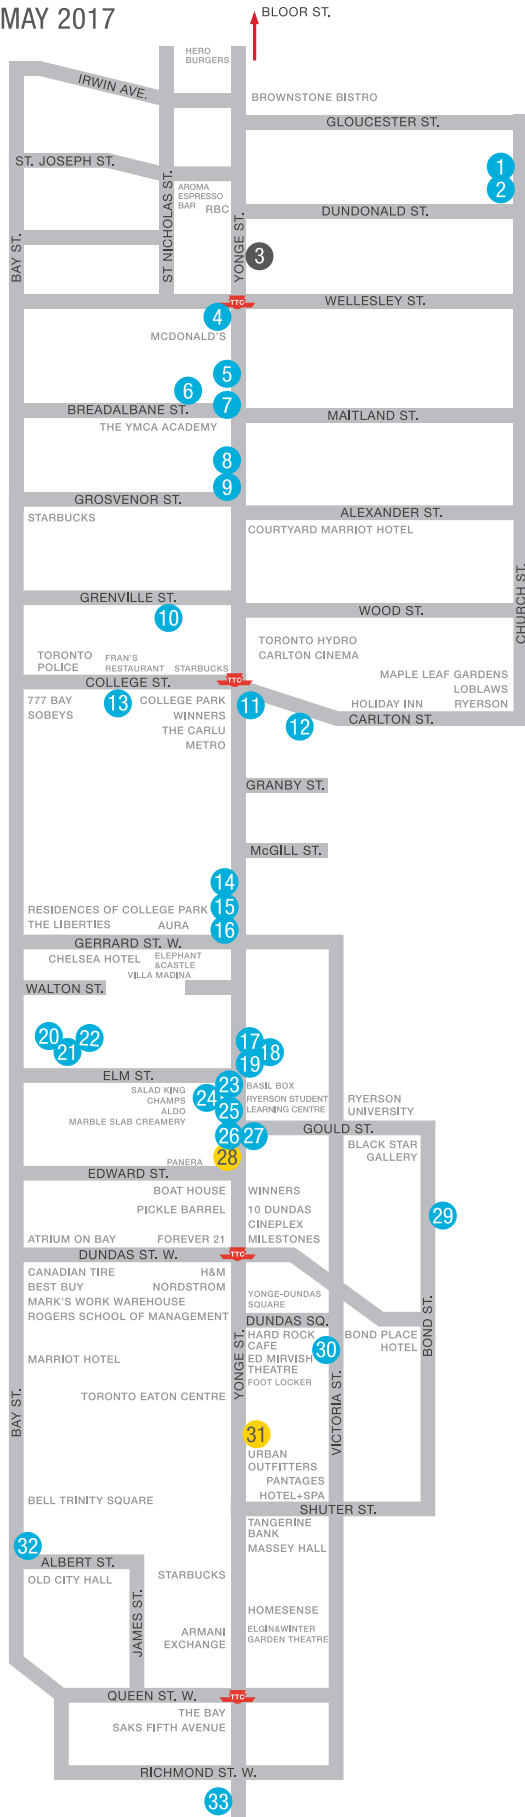 MAY 2017
BLOOR ST.
HERO
BURGERS
IRWIN AVE.
BROWNSTONE BISTRO
GLOUCESTER ST.
ST. JOSEPH ST.
1
ST NICHOLAS ST.
AROMA
ESPRESSO
BAR
RBC
2
DUNDONALD ST.
BAY ST.
YONGE ST.
3
TTC
WELLESLEY ST.
4
MCDONALD'S
5
6
7
BREADALBANE ST.
MAITLAND ST.
THE YMCA ACADEMY
8
9
GROSVENOR ST.
ALEXANDER ST.
STARBUCKS
COURTYARD MARRIOT HOTEL
CHURCH ST.
GRENVILLE ST.
WOOD ST.
10
TORONTO HYDRO
CARLTON CINEMA
TORONTO
POLICE
FRAN'S
RESTAURANT
STARBUCKS
MAPLE LEAF GARDENS
LOBLAWS
RYERSON
COLLEGE ST.
TTC
777 BAY
SOBEYS
13
COLLEGE PARK
WINNERS
THE CARLU
METRO
11
12
HOLIDAY INN
CARLTON ST.
GRANBY ST.
McGILL ST.
14
RESIDENCES OF COLLEGE PARK
15
THE LIBERTIES
AURA
16
GERRARD ST. W.
CHELSEA HOTEL
ELEPHANT
&CASTLE
VILLA MADINA
WALTON ST.
20
21
22
17
18
19
ELM ST.
23
BASIL BOX
SALAD KING
CHAMPS
ALDO
MARBLE SLAB CREAMERY
24
25
RYERSON STUDENT
LEARNING CENTRE
RYERSON
UNIVERSITY
26
27
GOULD ST.
28
PANERA
BLACK STAR
GALLERY
EDWARD ST.
BOAT HOUSE
WINNERS
PICKLE BARREL
10 DUNDAS
CINEPLEX
29
ATRIUM ON BAY
FOREVER 21
MILESTONES
DUNDAS ST. W.
TTC
CANADIAN TIRE
H&M
BEST BUY
NORDSTROM
MARK'S WORK WAREHOUSE
ROGERS SCHOOL OF MANAGEMENT
YONGE-DUNDAS
SQUARE
DUNDAS SQ.
BOND ST.
HARD ROCK
CAFE
ED MIRVISH
THEATRE
FOOT LOCKER
30
BOND PLACE
HOTEL
MARRIOT HOTEL
YONGE ST.
VICTORIA ST.
TORONTO EATON CENTRE
BAY ST.
31
URBAN
OUTFITTERS
PANTAGES
HOTEL+SPA
BELL TRINITY SQUARE
SHUTER ST.
TANGERINE
BANK
MASSEY HALL
32
ALBERT ST.
OLD CITY HALL
STARBUCKS
JAMES ST.
HOMESENSE
ARMANI
EXCHANGE
ELGIN&WINTER
GARDEN THEATRE
QUEEN ST. W.
TTC
THE BAY
SAKS FIFTH AVENUE
RICHMOND ST. W.
33